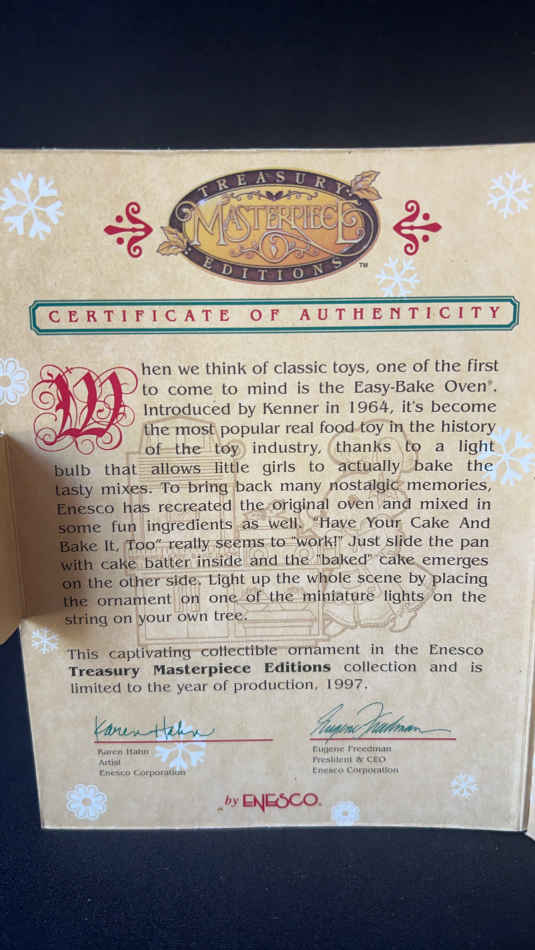 TREASURY
MASTERPIECE
EDITIONS ™
CERTIFICATE OF AUTHENTICITY
When we think of classic toys, one of the first
to come to mind is the Easy-Bake Oven®.
Introduced by Kenner in 1964, it's become
the most popular real food toy in the history
of the toy industry, thanks to a light
bulb that allows little girls to actually bake the
tasty mixes. To bring back many nostalgic memories,
Enesco has recreated the original oven and mixed in
some fun ingredients as well. "Have Your Cake And
Bake It, Too" really seems to "work!" Just slide the pan
with cake batter inside and the "baked" cake emerges
on the other side. Light up the whole scene by placing
the ornament on one of the miniature lights on the
string on your own tree.
This captivating collectible ornament in the Enesco
Treasury Masterpiece Editions collection and is
limited to the year of production, 1997.
Karen Hahn
Karen Hahn
Artist
Enesco Corporation
Eugene Freedman
Eugene Freedman
President & CEO
Enesco Corporation
by ENESCO®